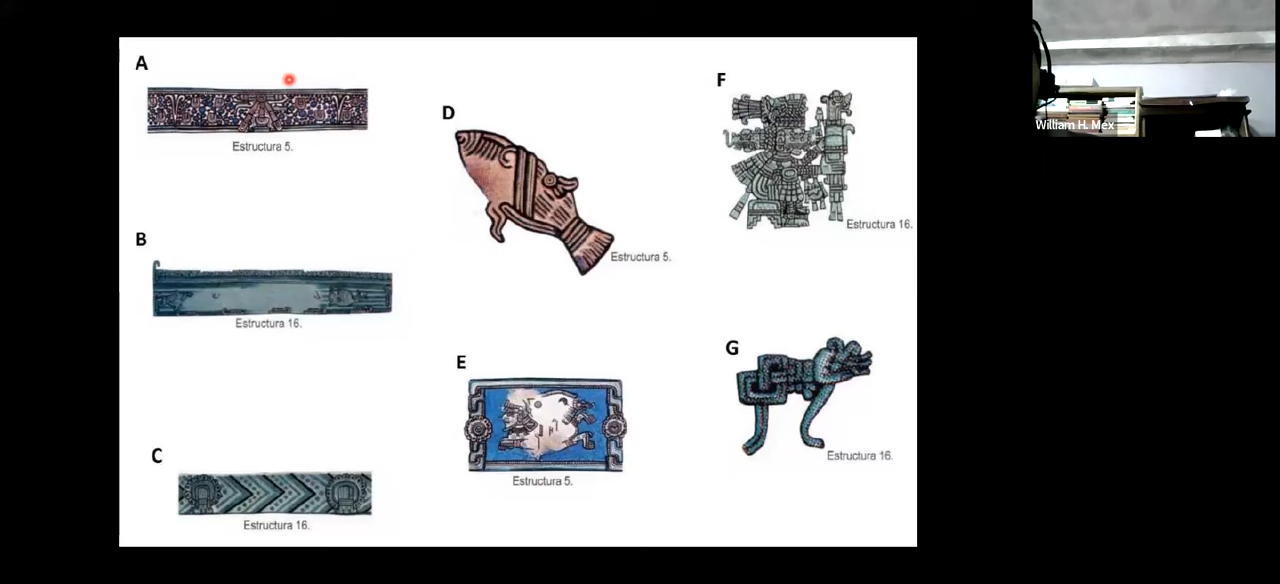 A
Estructura 5.
B
Estructura 16.
C
Estructura 16.
D
Estructura 5.
E
Estructura 5.
F
Estructura 16.
G
Estructura 16.
William H. Mex